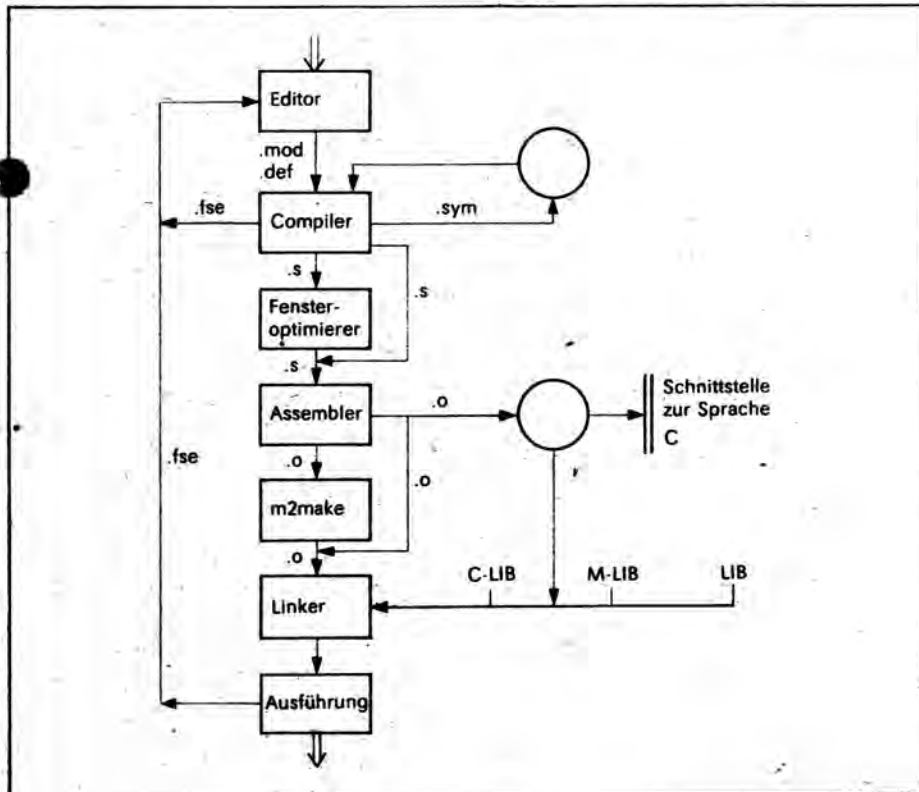 Editor
.mod
.def
.fse
Compiler
.sym
.s
.s
Fenster-
optimierer
.s
Assembler
.o
Schnittstelle
zur Sprache
C
.fse
.o
.o
m2make
.o
C-LIB
M-LIB
LIB
Linker
Ausführung